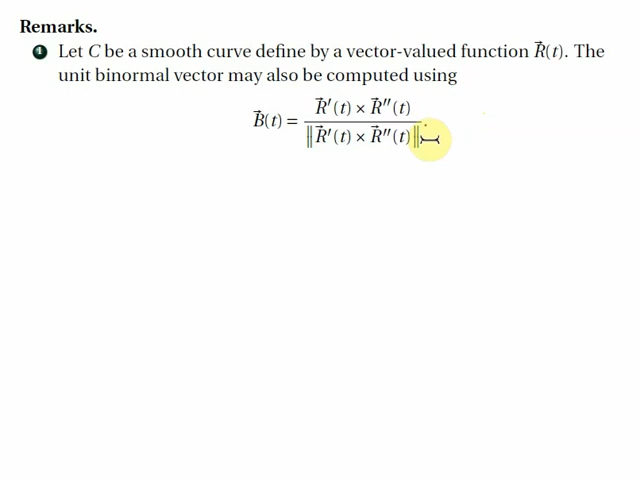 Remarks.
1 Let C be a smooth curve define by a vector-valued function R⃗(t). The
unit binormal vector may also be computed using
B⃗(t) = R⃗′(t) × R⃗″(t) / ‖R⃗′(t) × R⃗″(t)‖